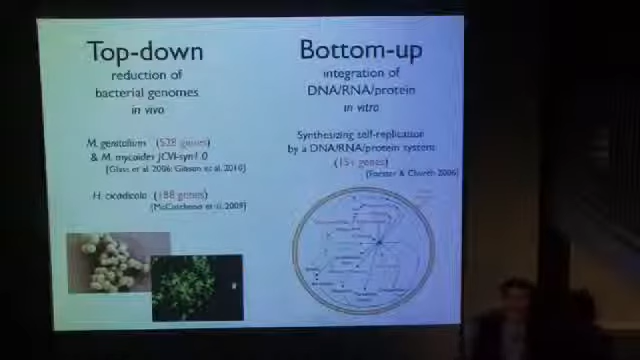 Top-down
reduction of
bacterial genomes
in vivo
M. genitalium (528 genes)
& M. mycoides JCVI-syn1.0
[Glass et al. 2006; Gibson et al. 2010]
H. cicadicola (188 genes)
[McCutcheon et al. 2009]
Bottom-up
integration of
DNA/RNA/protein
in vitro
Synthesizing self-replication
by a DNA/RNA/protein system
(151 genes)
[Forster & Church 2006]